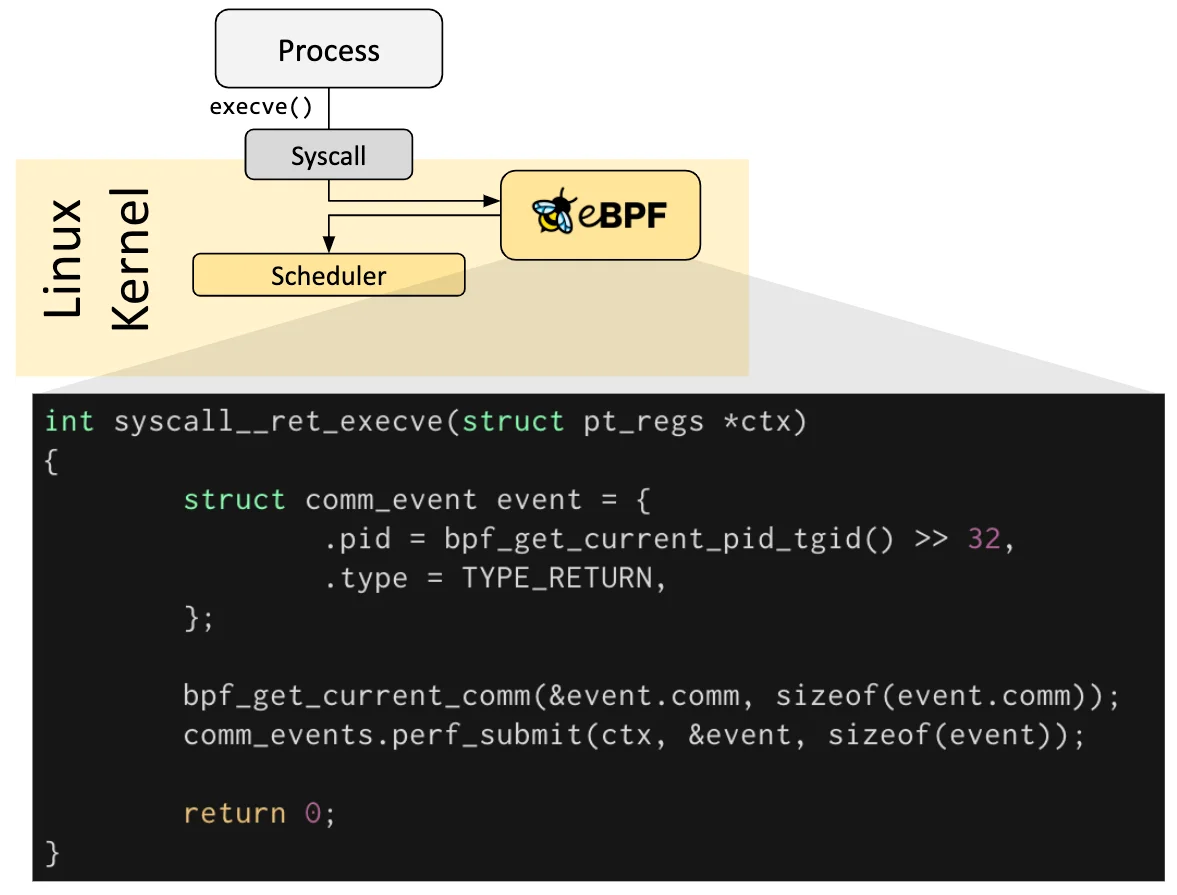 Process
execve()
Syscall
Linux
Kernel
eBPF
Scheduler
int syscall__ret_execve(struct pt_regs *ctx)
{
        struct comm_event event = {
                .pid = bpf_get_current_pid_tgid() >> 32,
                .type = TYPE_RETURN,
        };

        bpf_get_current_comm(&event.comm, sizeof(event.comm));
        comm_events.perf_submit(ctx, &event, sizeof(event));

        return 0;
}